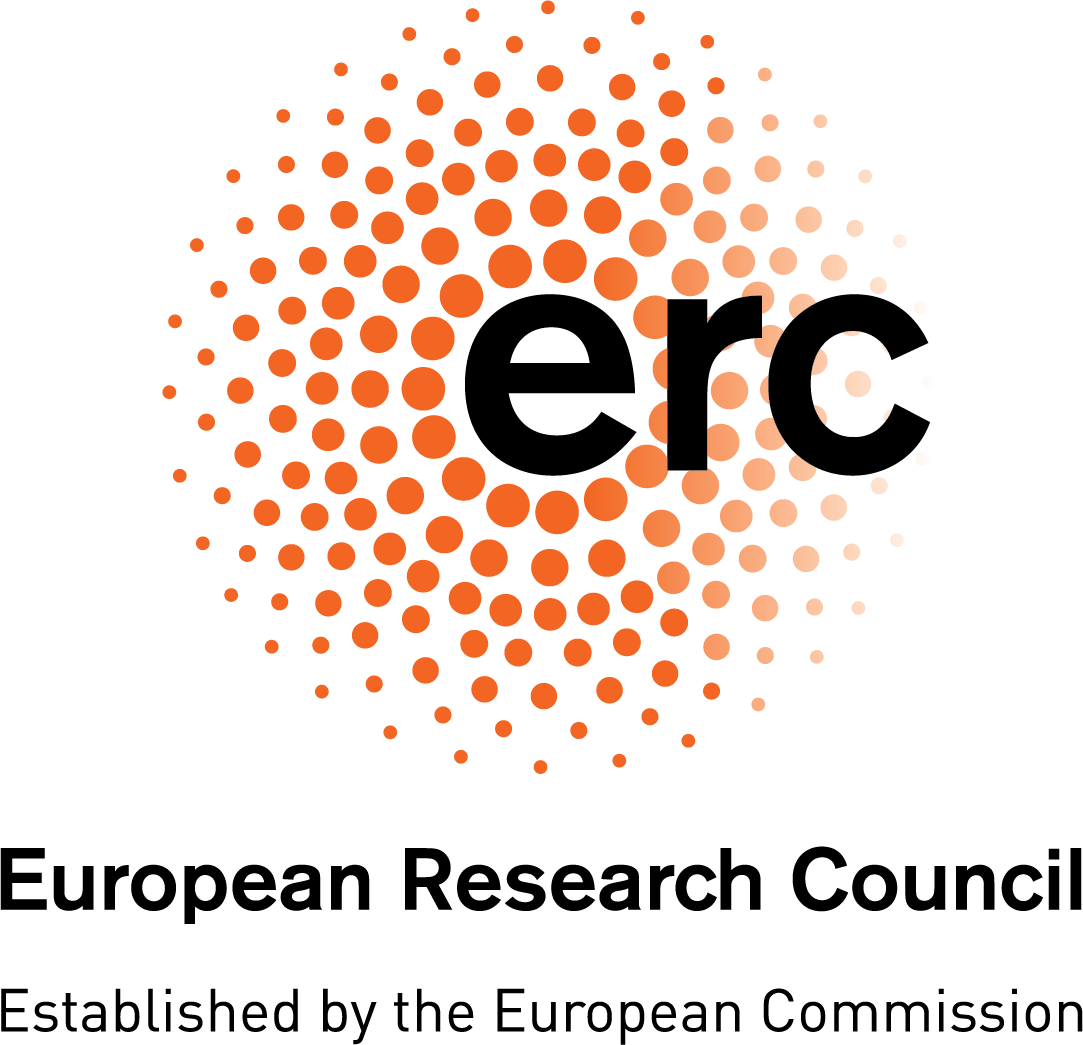 erc
European Research Council
Established by the European Commission